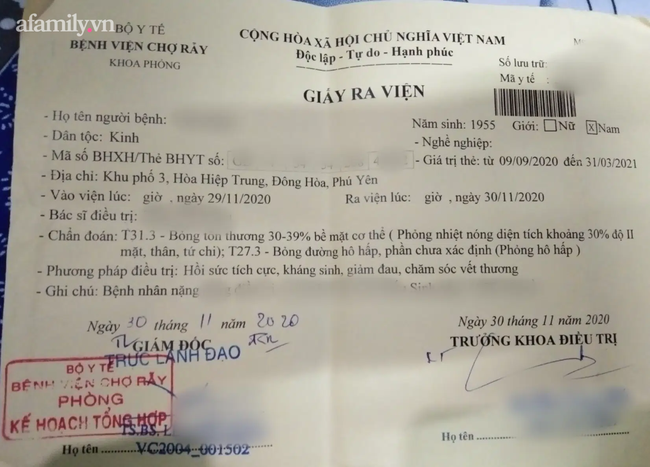 afamily.vn
BỘ Y TẾ
BỆNH VIỆN CHỢ RẪY
KHOA PHÒNG
CỘNG HÒA XÃ HỘI CHỦ NGHĨA VIỆT NAM
Độc lập - Tự do - Hạnh phúc
Số lưu trữ:
Mã y tế
GIẤY RA VIỆN
- Họ tên người bệnh:
Năm sinh: 1955 Giới: Nữ X Nam
- Dân tộc: Kinh
- Nghề nghiệp:
- Mã số BHXH/Thẻ BHYT số:
- Giá trị thẻ: từ 09/09/2020 đến 31/03/2021
- Địa chỉ: Khu phố 3, Hòa Hiệp Trung, Đông Hòa, Phú Yên
- Vào viện lúc: giờ , ngày 29/11/2020 Ra viện lúc: giờ , ngày 30/11/2020
- Bác sĩ điều trị:
- Chẩn đoán: T31.3 - Bỏng tổn thương 30-39% bề mặt cơ thể ( Phỏng nhiệt nóng diện tích khoảng 30% độ II
mặt, thân, tứ chi); T27.3 - Bỏng đường hô hấp, phần chưa xác định (Phỏng hô hấp )
- Phương pháp điều trị: Hồi sức tích cực, kháng sinh, giảm đau, chăm sóc vết thương
- Ghi chú: Bệnh nhân nặng
Ngày 30 tháng 11 năm 2020
GIÁM ĐỐC
TRỰC LÃNH ĐẠO
Ngày 30 tháng 11 năm 2020
TRƯỞNG KHOA ĐIỀU TRỊ
BỘ Y TẾ
BỆNH VIỆN CHỢ RẪY
PHÒNG
KẾ HOẠCH TỔNG HỢP
TS.BS.
Họ tên VC2004_001502
Họ tên